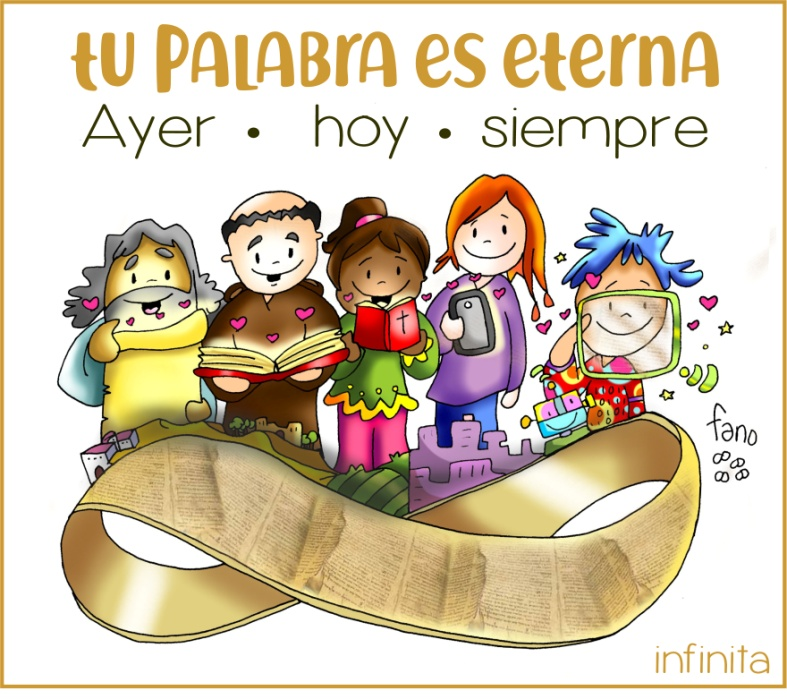 tu PALABRA es eterna
Ayer • hoy • siempre
fano
infinita